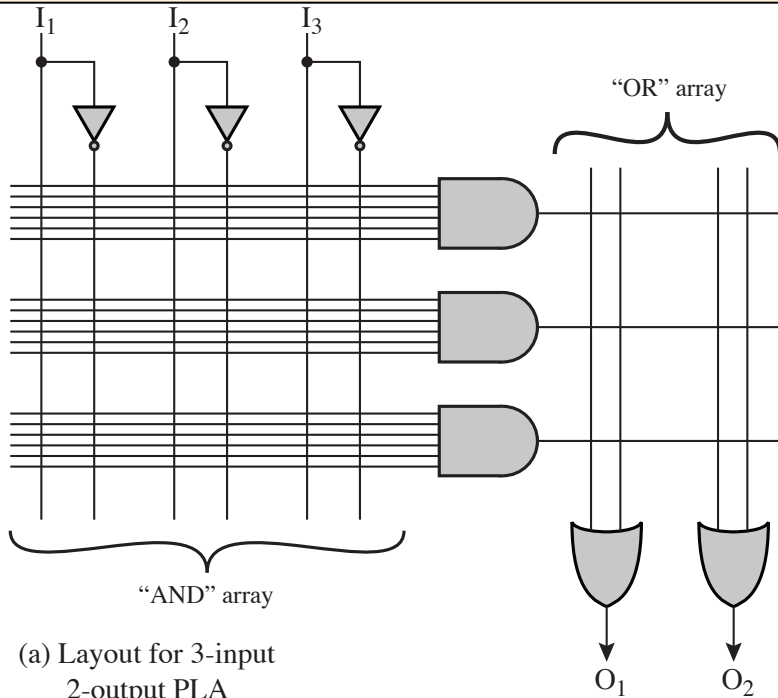 I1 I2 I3
“OR” array
“AND” array
(a) Layout for 3-input
2-output PLA
O1 O2